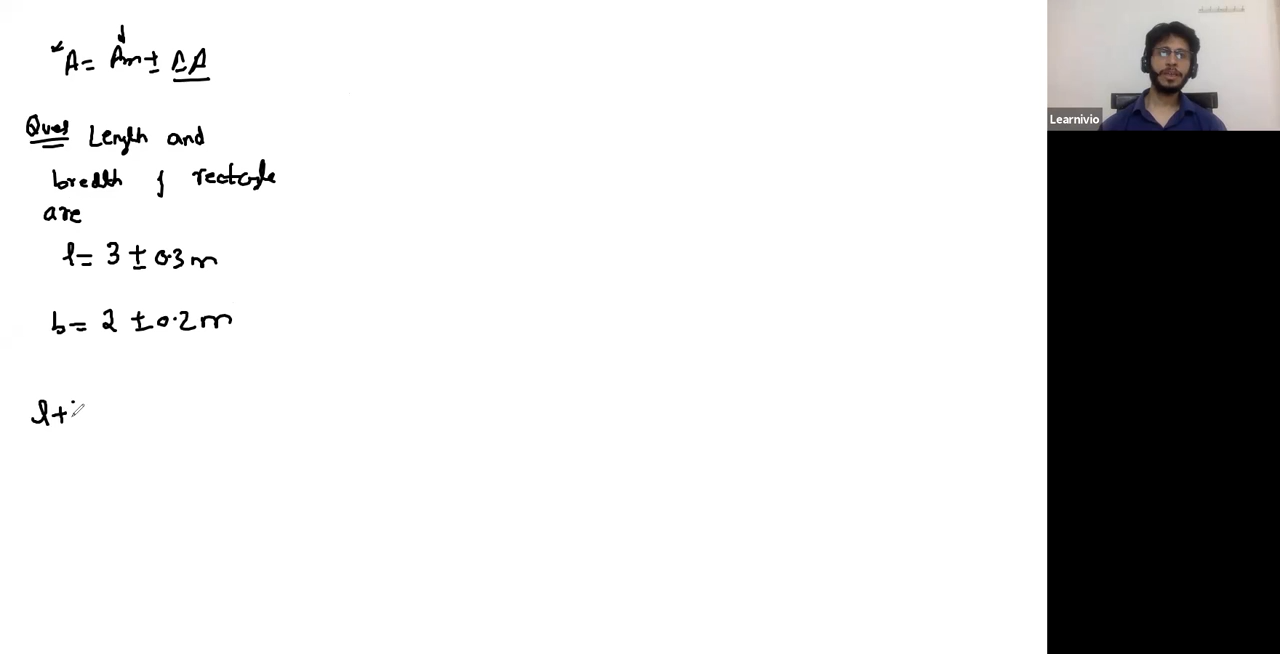 A = Am ± ΔA
Ques Length and
breadth of rectangle
are
l = 3 ± 0.3 m
b = 2 ± 0.2 m
l +
Learnivio